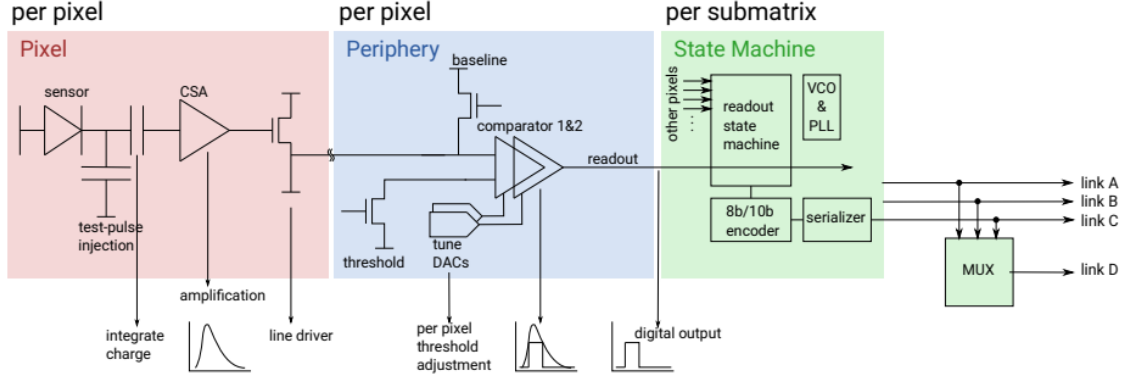 per pixel
per pixel
per submatrix
Pixel
Periphery
State Machine
sensor
CSA
baseline
comparator 1&2
other pixels
...
readout
state
machine
VCO
&
PLL
readout
test-pulse
injection
threshold
tune
DACs
8b/10b
encoder
serializer
link A
link B
link C
MUX
link D
amplification
integrate
charge
line driver
per pixel
threshold
adjustment
digital output